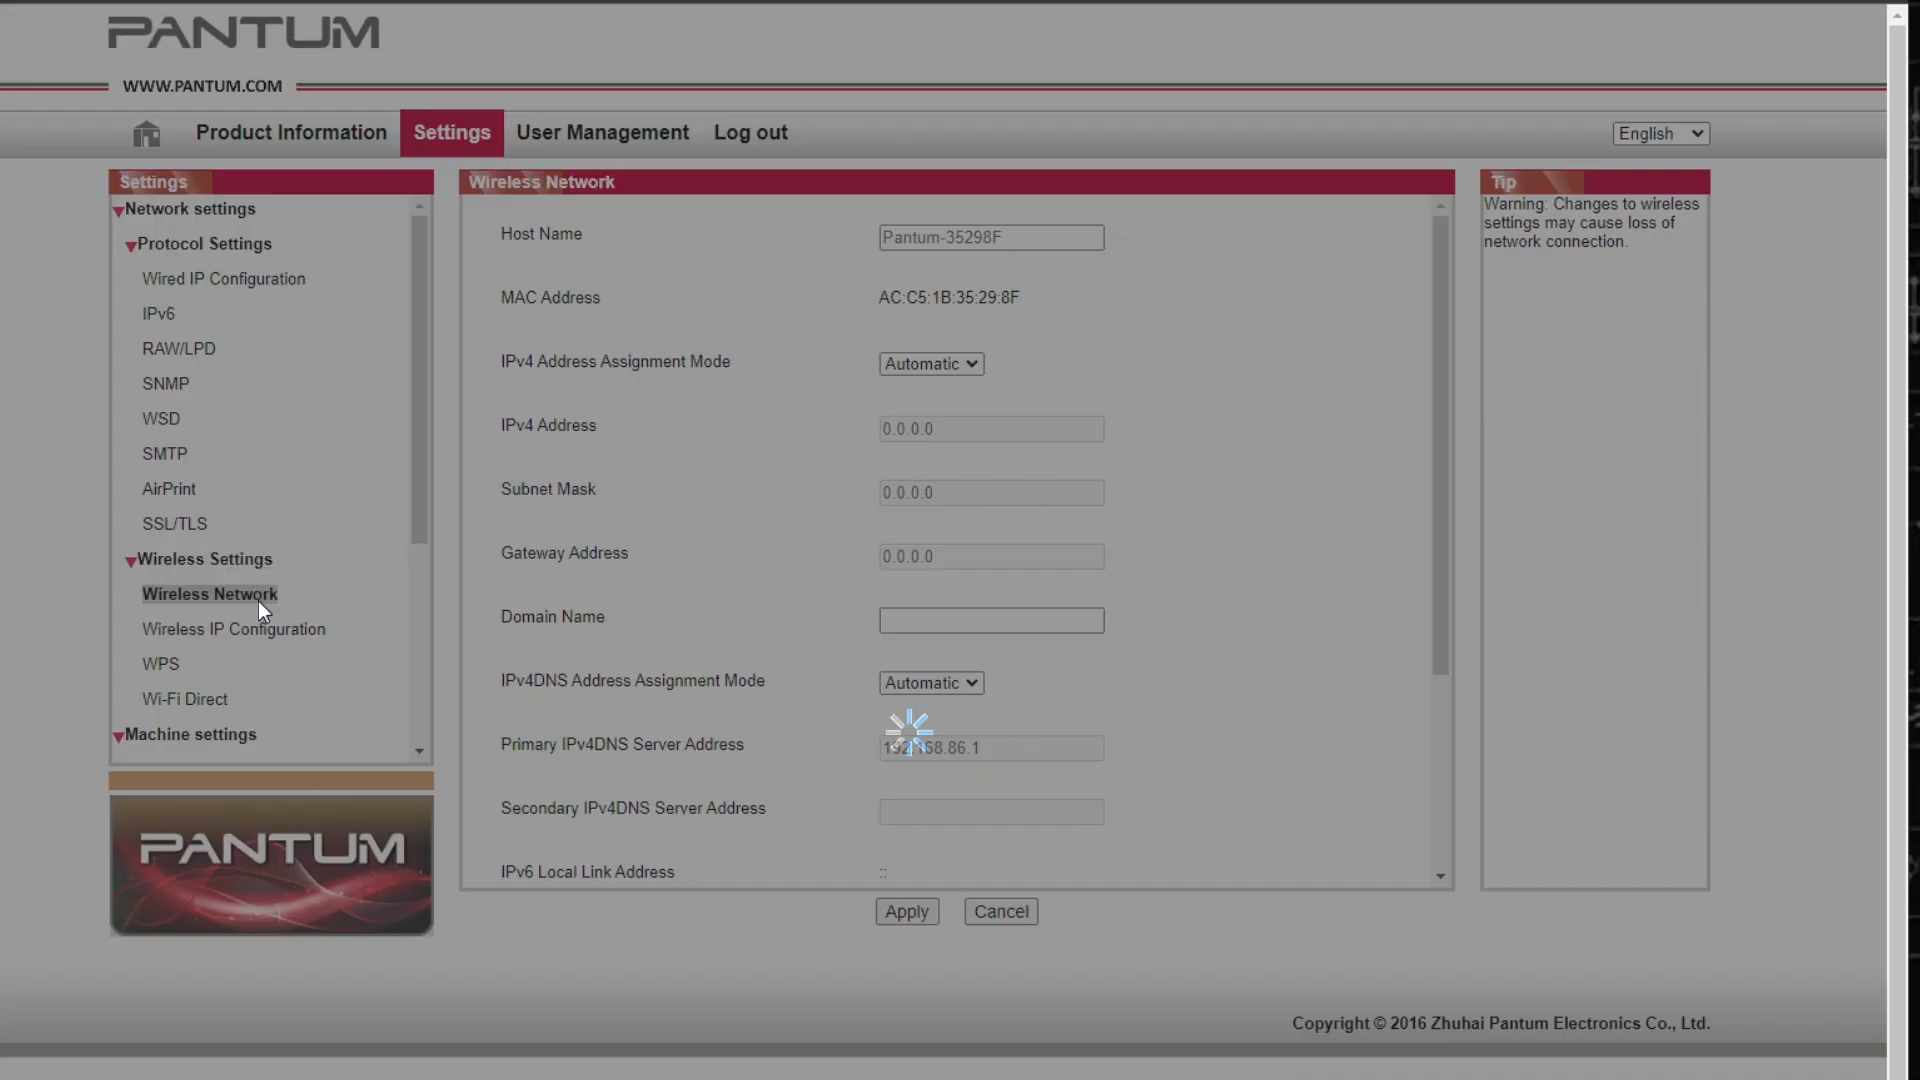 PANTUM
WWW.PANTUM.COM
Product Information Settings User Management Log out English
Settings
Network settings
Protocol Settings
Wired IP Configuration
IPv6
RAW/LPD
SNMP
WSD
SMTP
AirPrint
SSL/TLS
Wireless Settings
Wireless Network
Wireless IP Configuration
WPS
Wi-Fi Direct
Machine settings
PANTUM
Wireless Network
Host Name Pantum-35298F
MAC Address AC:C5:1B:35:29:8F
IPv4 Address Assignment Mode Automatic
IPv4 Address 0.0.0.0
Subnet Mask 0.0.0.0
Gateway Address 0.0.0.0
Domain Name
IPv4DNS Address Assignment Mode Automatic
Primary IPv4DNS Server Address 192.168.86.1
Secondary IPv4DNS Server Address
IPv6 Local Link Address ::
Apply Cancel
Tip
Warning: Changes to wireless
settings may cause loss of
network connection.
Copyright © 2016 Zhuhai Pantum Electronics Co., Ltd.